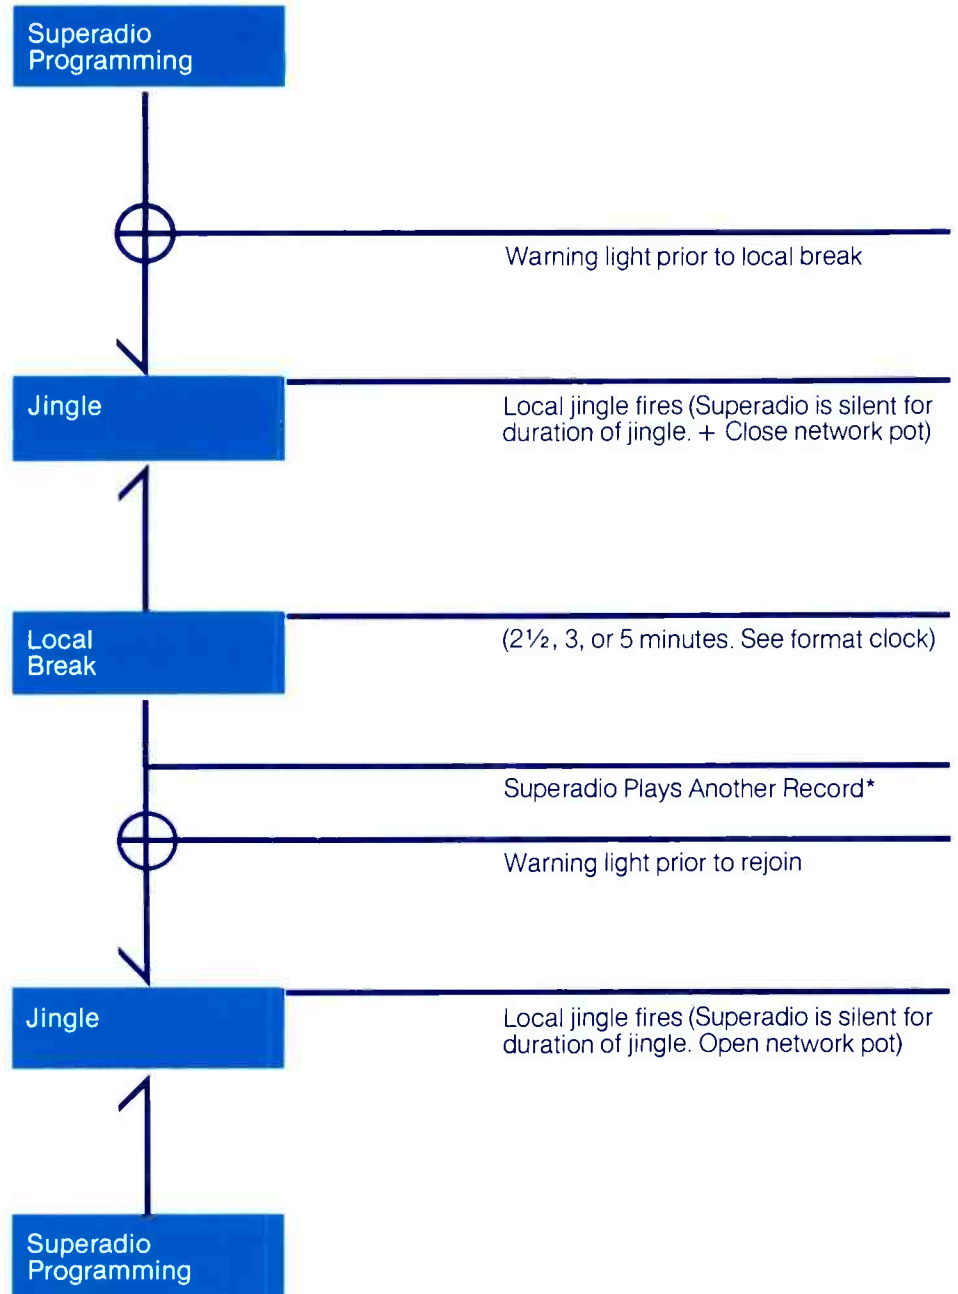 Superadio
Programming
Warning light prior to local break
Jingle
Local jingle fires (Superadio is silent for
duration of jingle. + Close network pot)
Local
Break
(2½, 3, or 5 minutes. See format clock)
Superadio Plays Another Record*
Warning light prior to rejoin
Jingle
Local jingle fires (Superadio is silent for
duration of jingle. Open network pot)
Superadio
Programming